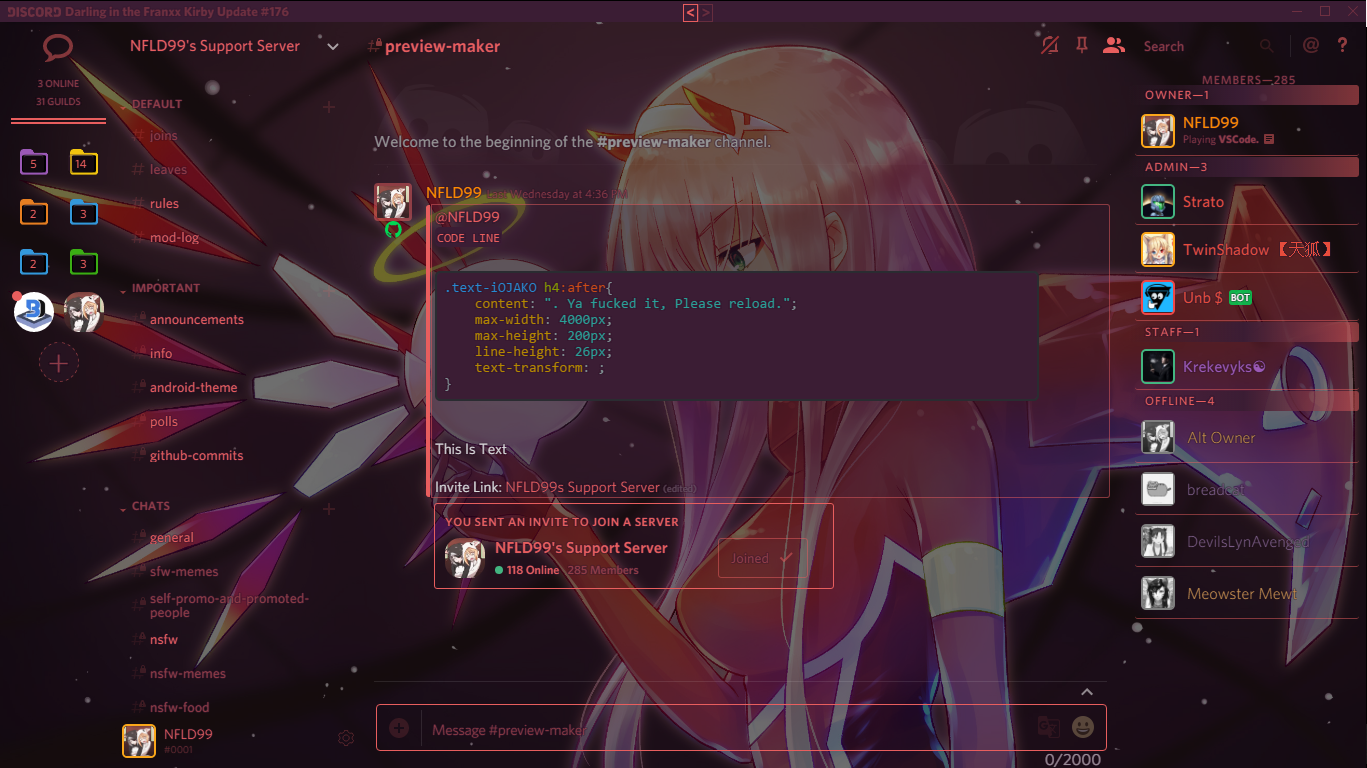 DISCORD Darling in the Franxx Kirby Update #176
< >
3 ONLINE
31 GUILDS
5
14
2
3
2
3
NFLD99's Support Server
DEFAULT
joins
leaves
rules
mod-log
IMPORTANT
announcements
info
android-theme
polls
github-commits
CHATS
general
sfw-memes
self-promo-and-promoted-
people
nsfw
nsfw-memes
nsfw-food
NFLD99
#0001
preview-maker
Welcome to the beginning of the #preview-maker channel.
NFLD99 Last Wednesday at 4:36 PM
@NFLD99
CODE LINE
.text-iOJAKO h4:after{
content: ". Ya fucked it, Please reload.";
max-width: 4000px;
max-height: 200px;
line-height: 26px;
text-transform: ;
}
This Is Text
Invite Link: NFLD99s Support Server (edited)
YOU SENT AN INVITE TO JOIN A SERVER
NFLD99's Support Server
118 Online 285 Members
Joined
Message #preview-maker
0/2000
Search
@ ?
MEMBERS—285
OWNER—1
NFLD99
Playing VSCode.
ADMIN—3
Strato
TwinShadow 【天狐】
Unb $ BOT
STAFF—1
Krekevyks☯
OFFLINE—4
Alt Owner
breadcat
DevilsLynAvenged
Meowster Mewt